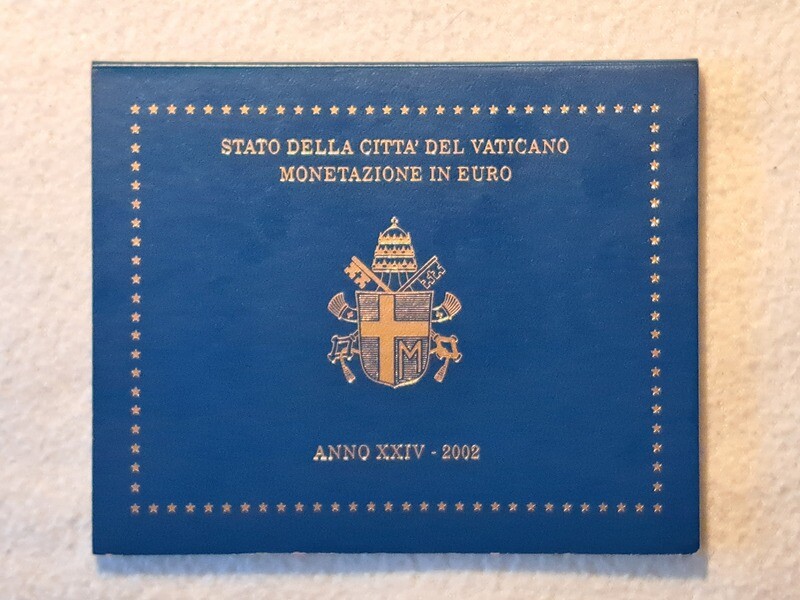 STATO DELLA CITTA' DEL VATICANO
MONETAZIONE IN EURO
M
ANNO XXIV - 2002